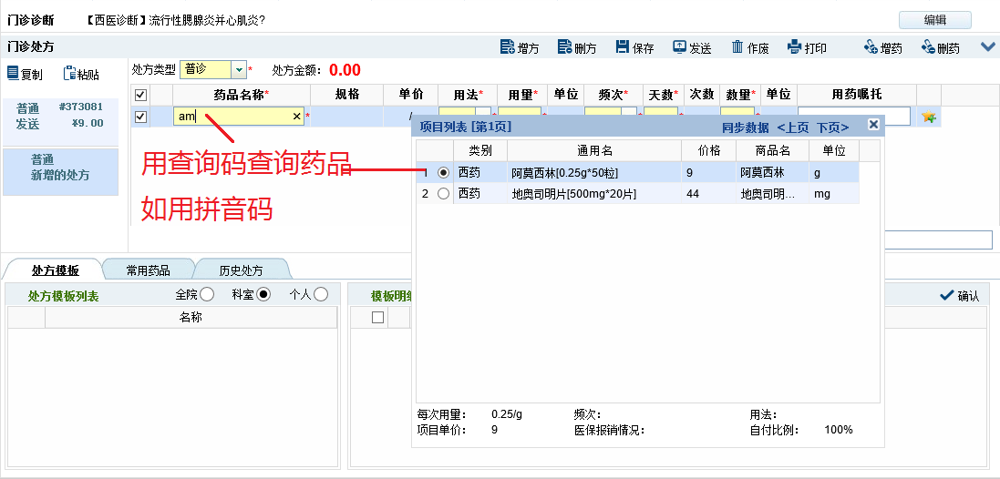 门诊诊断 【西医诊断】流行性腮腺炎并心肌炎? 编辑
门诊处方 增方 删方 保存 发送 作废 打印 增药 删药
复制 粘贴 处方类型 普诊 * 处方金额: 0.00
药品名称* 规格 单价 用法* 用量* 单位 频次* 天数* 次数 数量* 单位 用药嘱托
普通 #373081
发送 ¥9.00
am × * /
普通
新增的处方
用查询码查询药品
如用拼音码
项目列表 [第1页] 同步数据 <上页 下页>
类别 通用名 价格 商品名 单位
1 西药 阿莫西林[0.25g*50粒] 9 阿莫西林 g
2 西药 地奥司明片[500mg*20片] 44 地奥司明... mg
每次用量: 0.25/g 频次: 用法:
项目单价: 9 医保报销情况: 自付比例: 100%
处方模板 常用药品 历史处方
处方模板列表 全院 科室 个人 模板明细 确认
名称